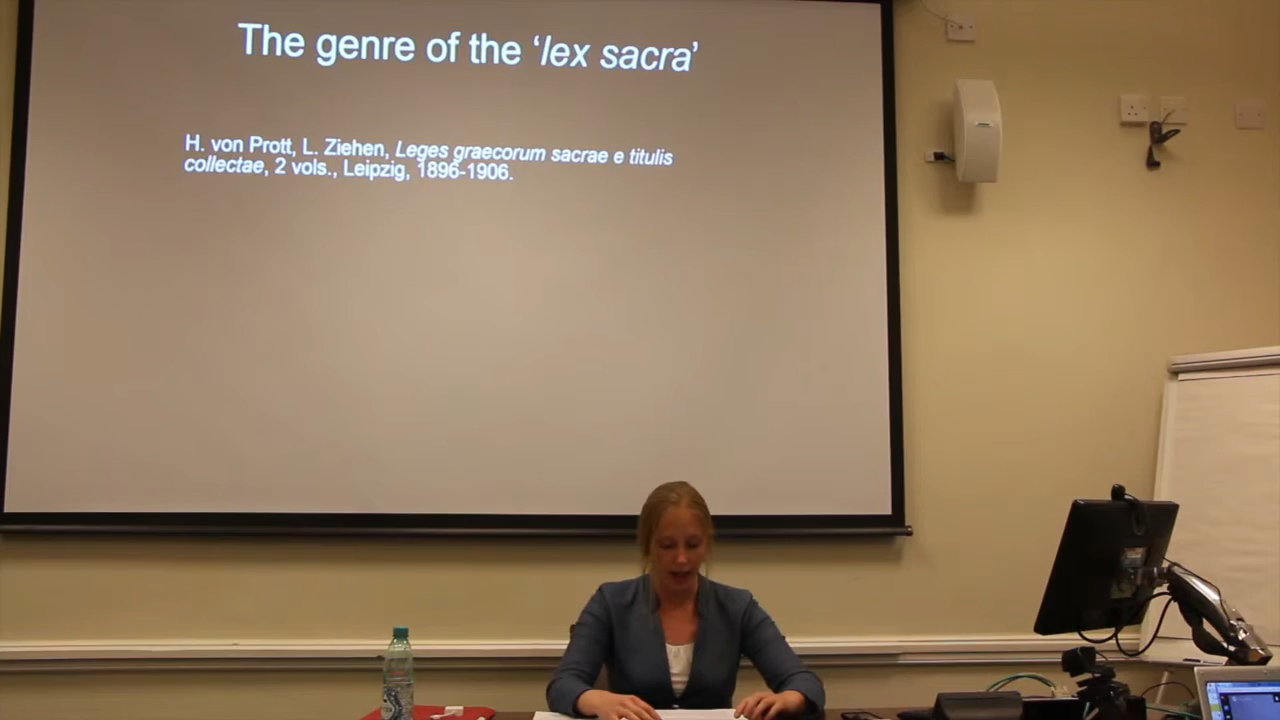 The genre of the ‘lex sacra’
H. von Prott, L. Ziehen, Leges graecorum sacrae e titulis
collectae, 2 vols., Leipzig, 1896-1906.